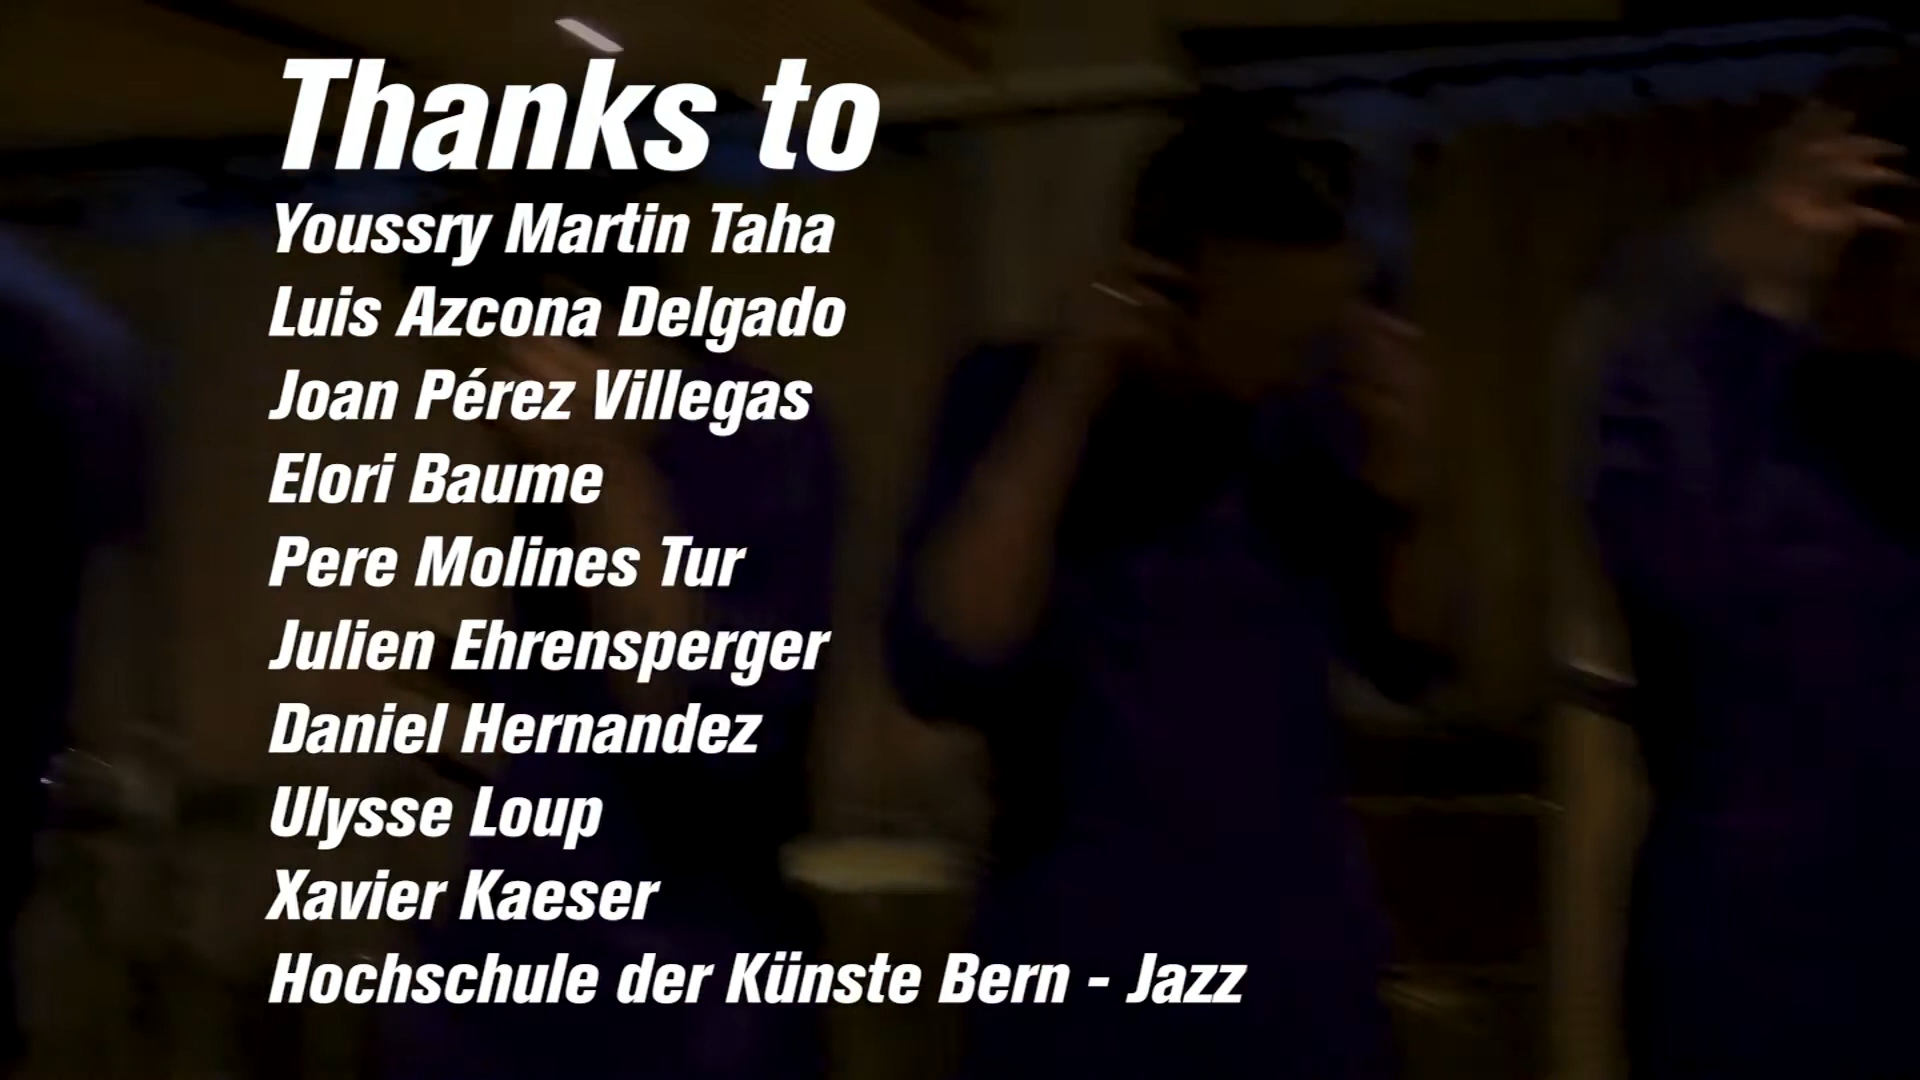 Thanks to
Youssry Martin Taha
Luis Azcona Delgado
Joan Pérez Villegas
Elori Baume
Pere Molines Tur
Julien Ehrensperger
Daniel Hernandez
Ulysse Loup
Xavier Kaeser
Hochschule der Künste Bern - Jazz